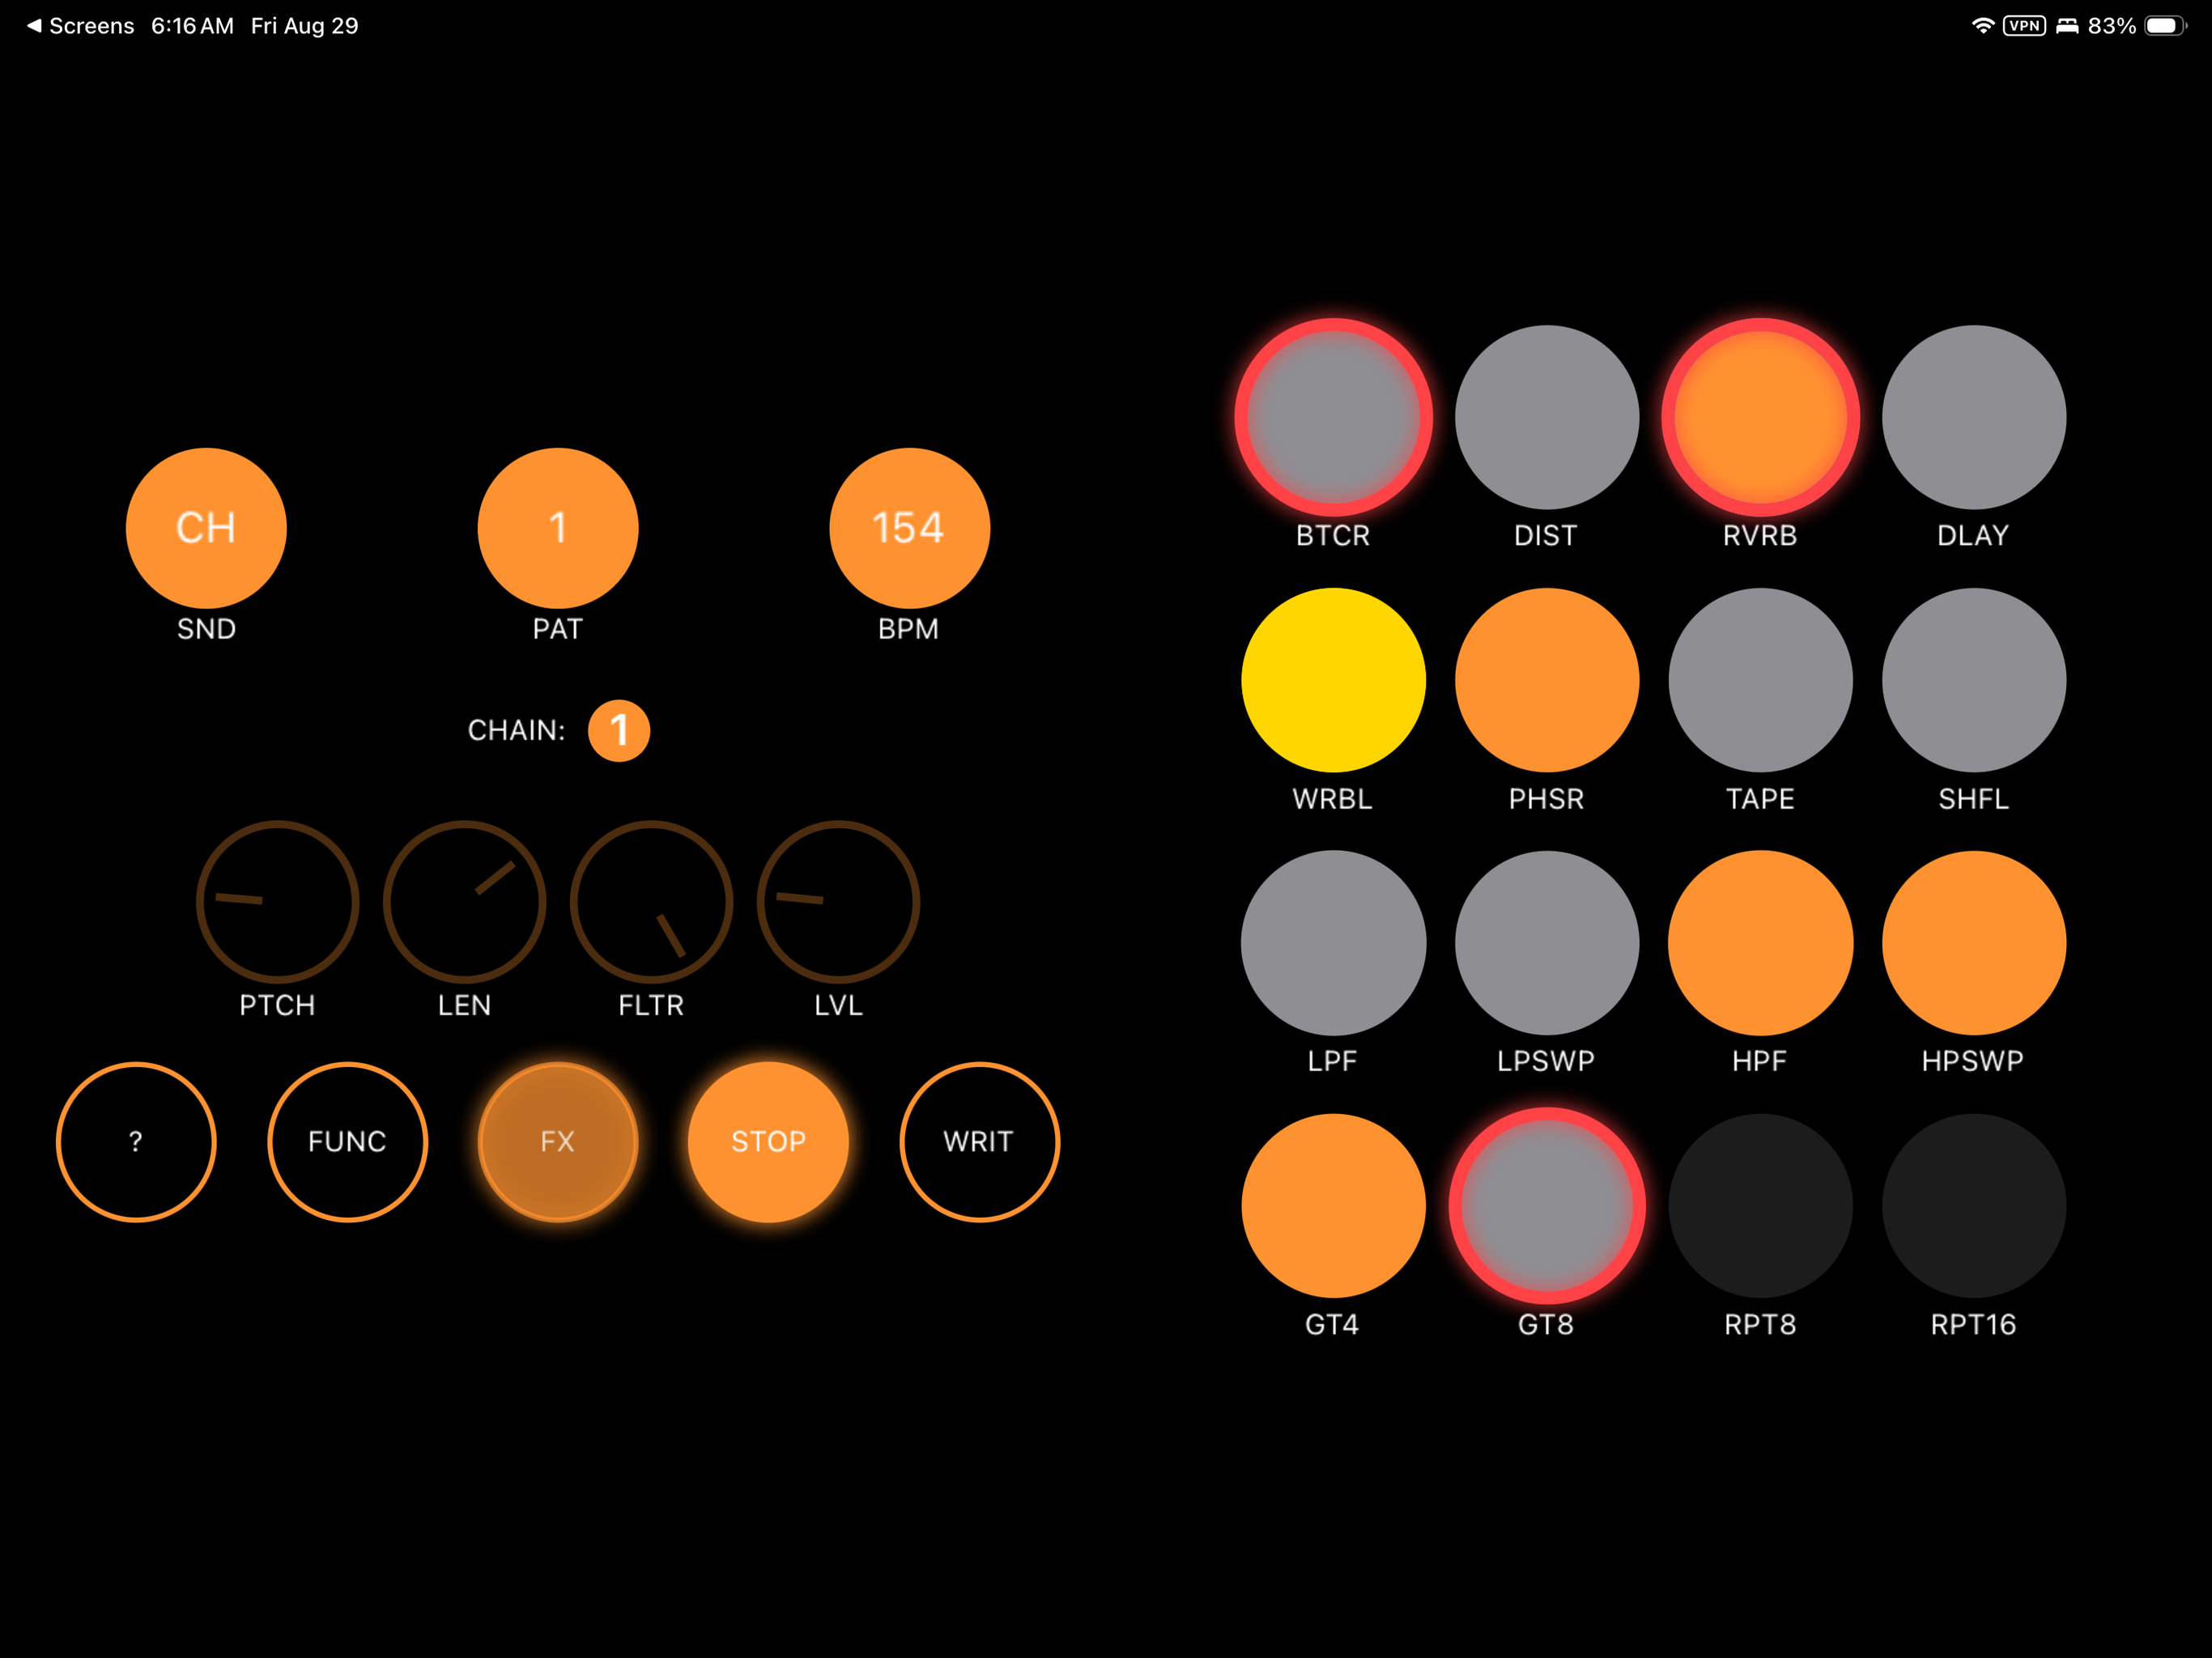 Screens 6:16 AM Fri Aug 29
VPN 83%
CH 1 154
SND PAT BPM
CHAIN: 1
PTCH LEN FLTR LVL
? FUNC FX STOP WRIT
BTCR DIST RVRB DLAY
WRBL PHSR TAPE SHFL
LPF LPSWP HPF HPSWP
GT4 GT8 RPT8 RPT16